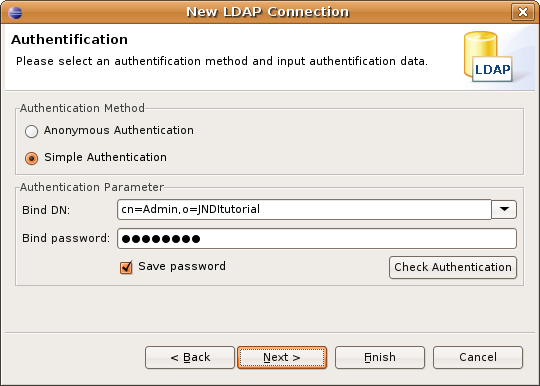 New LDAP Connection
Authentification
Please select an authentification method and input authentification data.
LDAP
Authentication Method
Anonymous Authentication
Simple Authentication
Authentication Parameter
Bind DN:
cn=Admin,o=JNDItutorial
Bind password:
●●●●●●●●
Save password
Check Authentication
< Back
Next >
Finish
Cancel